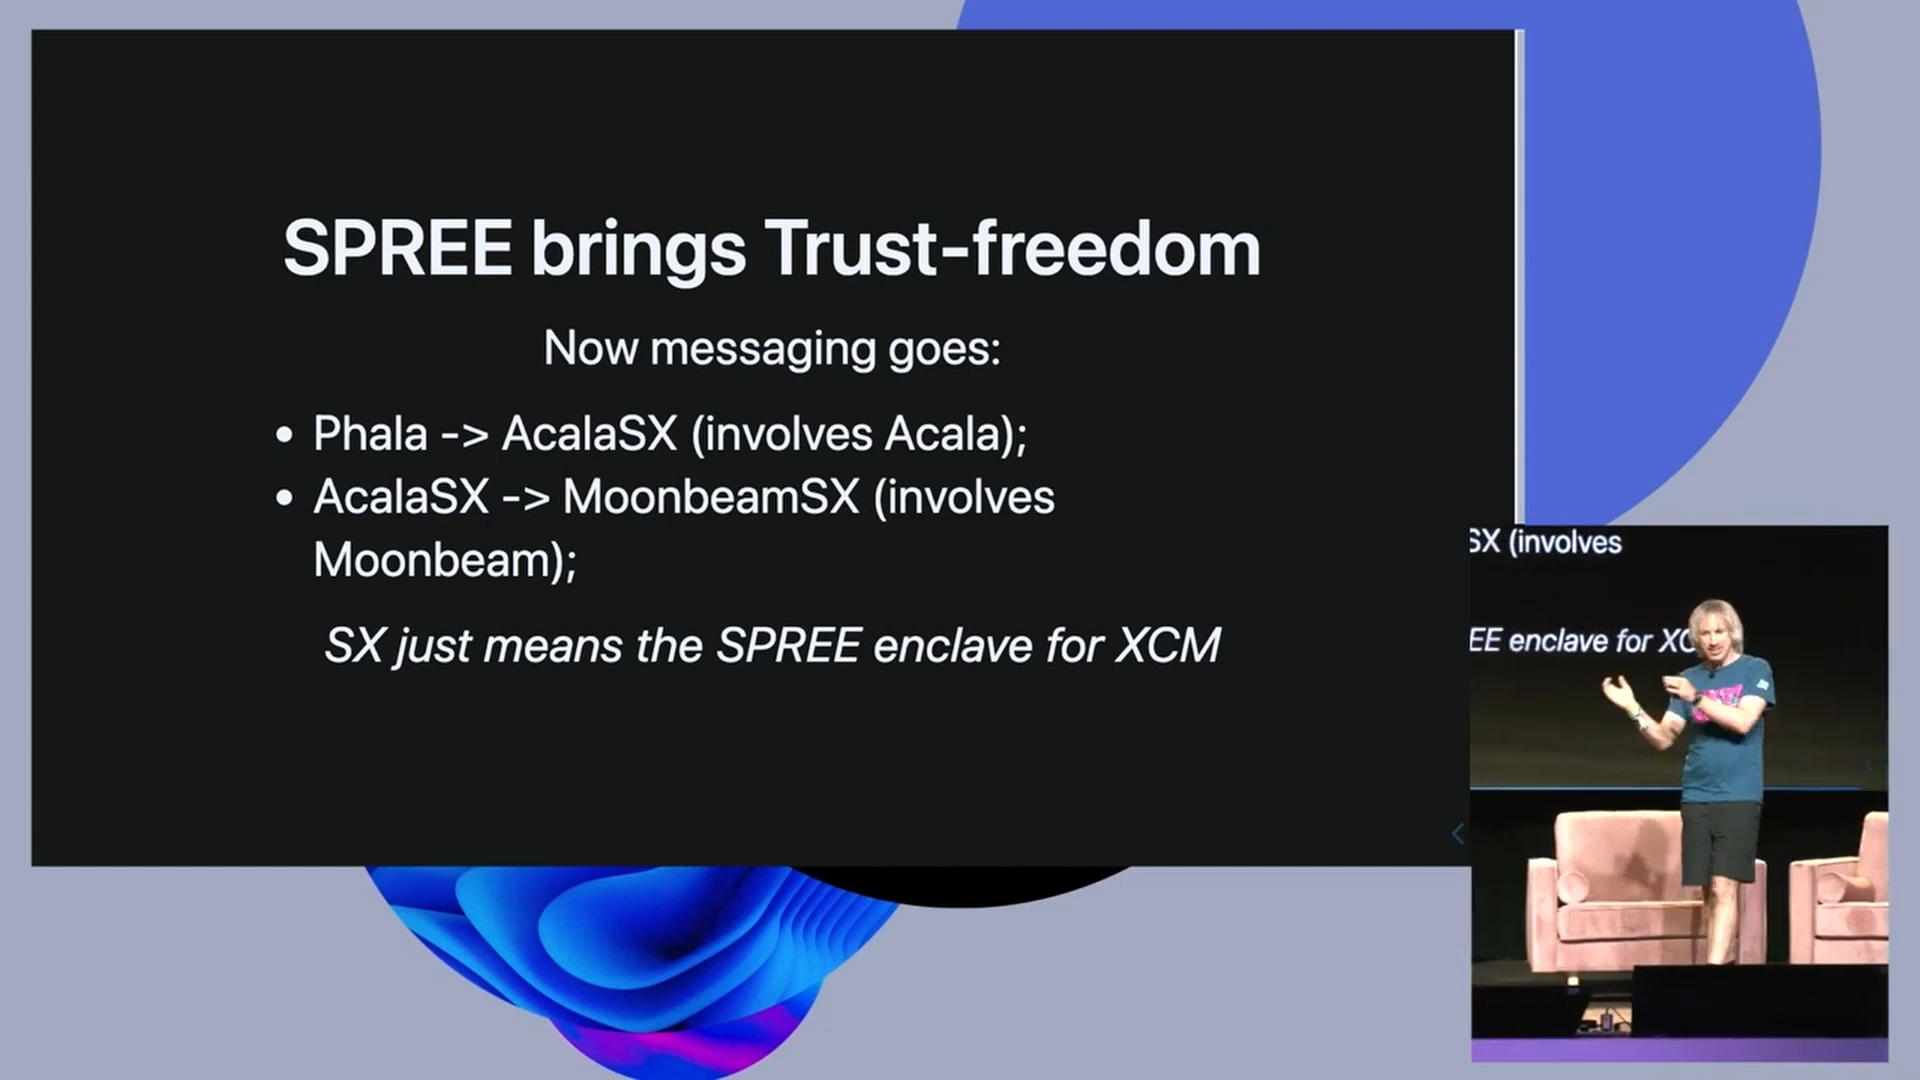 SPREE brings Trust-freedom
Now messaging goes:
• Phala -> AcalaSX (involves Acala);
• AcalaSX -> MoonbeamSX (involves
Moonbeam);
SX just means the SPREE enclave for XCM
SX (involves
EE enclave for XC